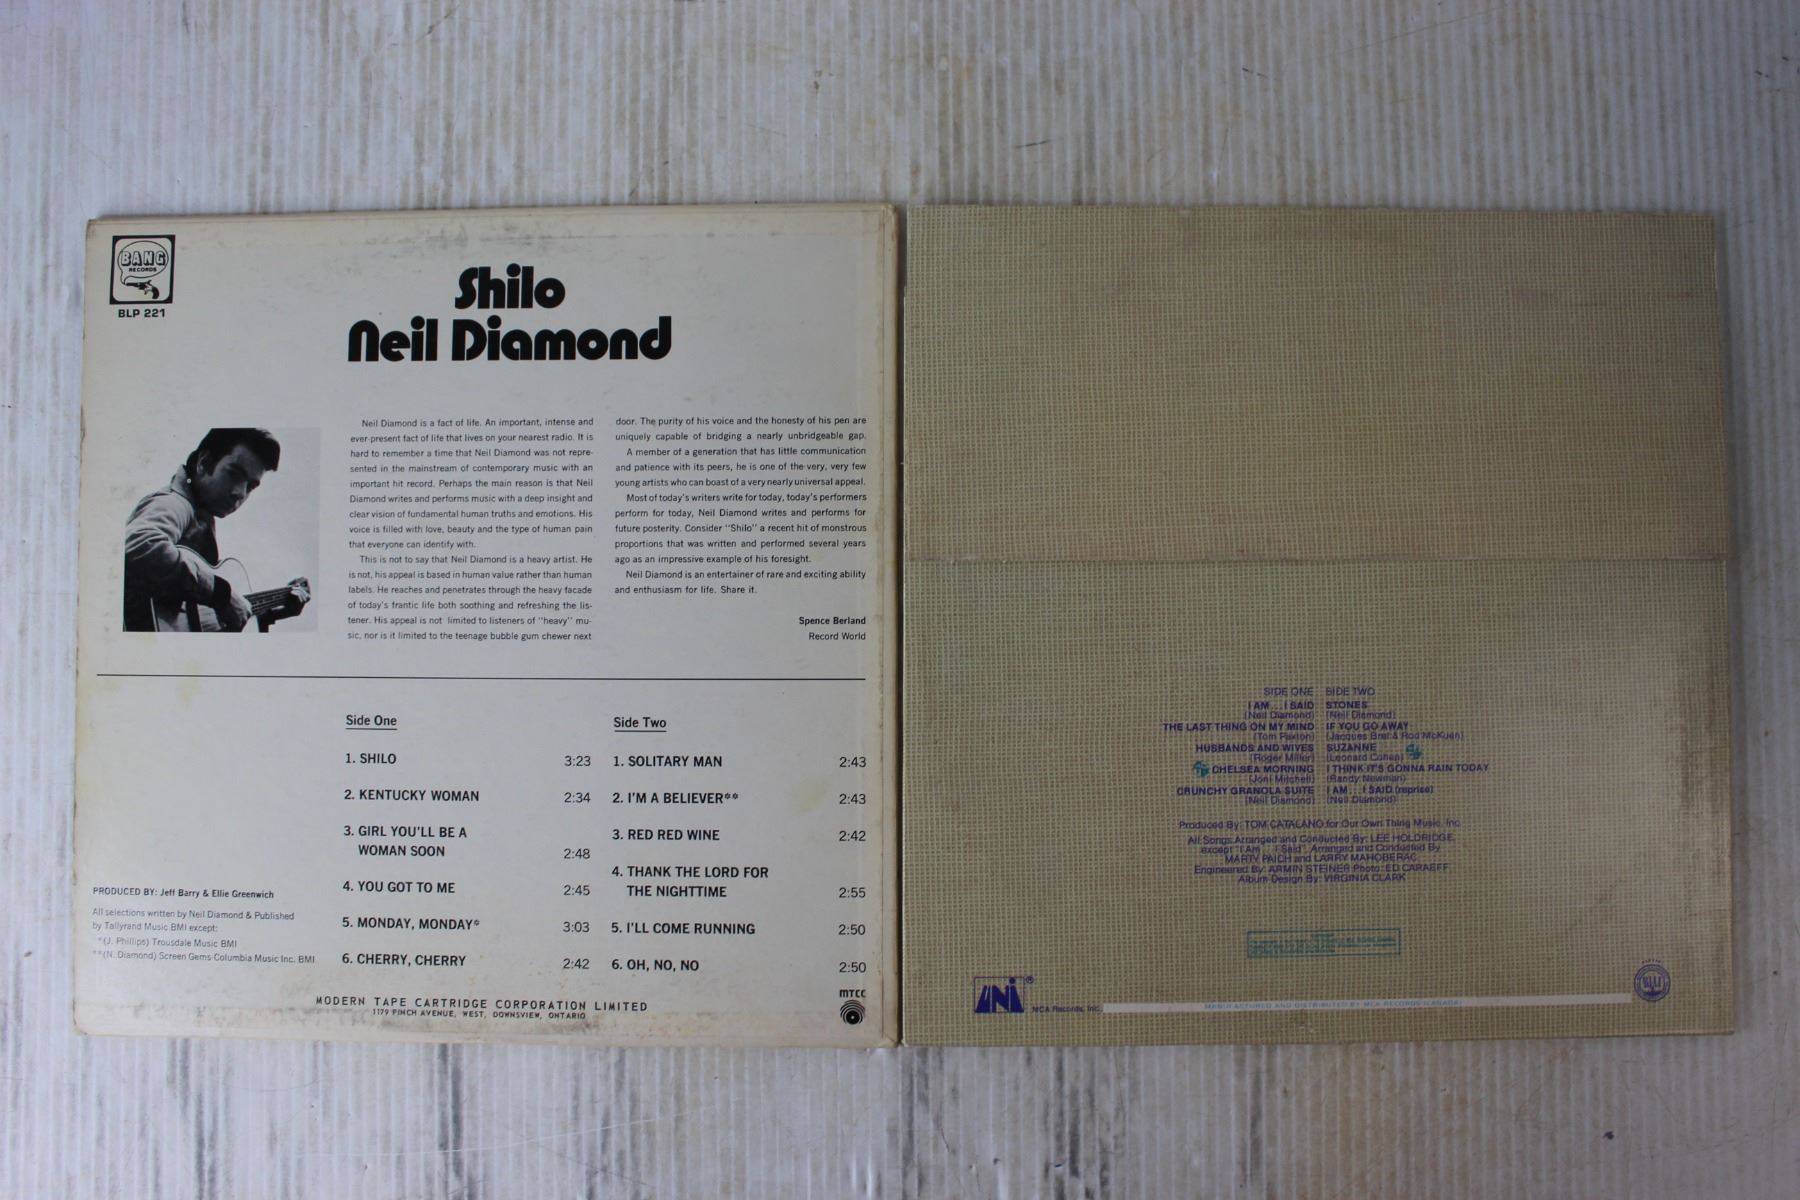 BANG
RECORDS
BLP 221
Shilo
Neil Diamond
Neil Diamond is a fact of life. An important, intense and
ever-present fact of life that lives on your nearest radio. It is
hard to remember a time that Neil Diamond was not repre-
sented in the mainstream of contemporary music with an
important hit record. Perhaps the main reason is that Neil
Diamond writes and performs music with a deep insight and
clear vision of fundamental human truths and emotions. His
voice is filled with love, beauty and the type of human pain
that everyone can identify with.
This is not to say that Neil Diamond is a heavy artist. He
is not, his appeal is based in human value rather than human
labels. He reaches and penetrates through the heavy facade
of today's frantic life both soothing and refreshing the lis-
tener. His appeal is not limited to listeners of "heavy" mu-
sic, nor is it limited to the teenage bubble gum chewer next
door. The purity of his voice and the honesty of his pen are
uniquely capable of bridging a nearly unbridgeable gap.
A member of a generation that has little communication
and patience with its peers, he is one of the very, very few
young artists who can boast of a very nearly universal appeal.
Most of today's writers write for today, today's performers
perform for today, Neil Diamond writes and performs for
future posterity. Consider "Shilo" a recent hit of monstrous
proportions that was written and performed several years
ago as an impressive example of his foresight.
Neil Diamond is an entertainer of rare and exciting ability
and enthusiasm for life. Share it.
Spence Berland
Record World
Side One
1. SHILO 3:23
2. KENTUCKY WOMAN 2:34
3. GIRL YOU'LL BE A
WOMAN SOON 2:48
4. YOU GOT TO ME 2:45
5. MONDAY, MONDAY* 3:03
6. CHERRY, CHERRY 2:42
Side Two
1. SOLITARY MAN 2:43
2. I'M A BELIEVER** 2:43
3. RED RED WINE 2:42
4. THANK THE LORD FOR
THE NIGHTTIME 2:55
5. I'LL COME RUNNING 2:50
6. OH, NO, NO 2:50
PRODUCED BY: Jeff Barry & Ellie Greenwich
All selections written by Neil Diamond & Published
by Tallyrand Music BMI except:
*(J. Phillips) Trousdale Music BMI
**(N. Diamond) Screen Gems-Columbia Music Inc. BMI
MODERN TAPE CARTRIDGE CORPORATION LIMITED
1179 FINCH AVENUE, WEST, DOWNSVIEW, ONTARIO
MTCC
SIDE ONE
I AM...I SAID
(Neil Diamond)
THE LAST THING ON MY MIND
(Tom Paxton)
HUSBANDS AND WIVES
(Roger Miller)
CHELSEA MORNING
(Joni Mitchell)
CRUNCHY GRANOLA SUITE
(Neil Diamond)
SIDE TWO
STONES
(Neil Diamond)
IF YOU GO AWAY
(Jacques Brel & Rod McKuen)
SUZANNE
(Leonard Cohen)
I THINK IT'S GONNA RAIN TODAY
(Randy Newman)
I AM...I SAID (reprise)
(Neil Diamond)
Produced By: TOM CATALANO for Our Own Thing Music, Inc.
All Songs Arranged and Conducted By: LEE HOLDRIDGE,
except "I Am...I Said", Arranged and Conducted By
MARTY PAICH and LARRY MAHOBERAC
Engineered By: ARMIN STEINER Photo: ED CARAEFF
Album Design By: VIRGINIA CLARK
UNI®
MCA Records, Inc.
MANUFACTURED AND DISTRIBUTED BY MCA RECORDS (CANADA)